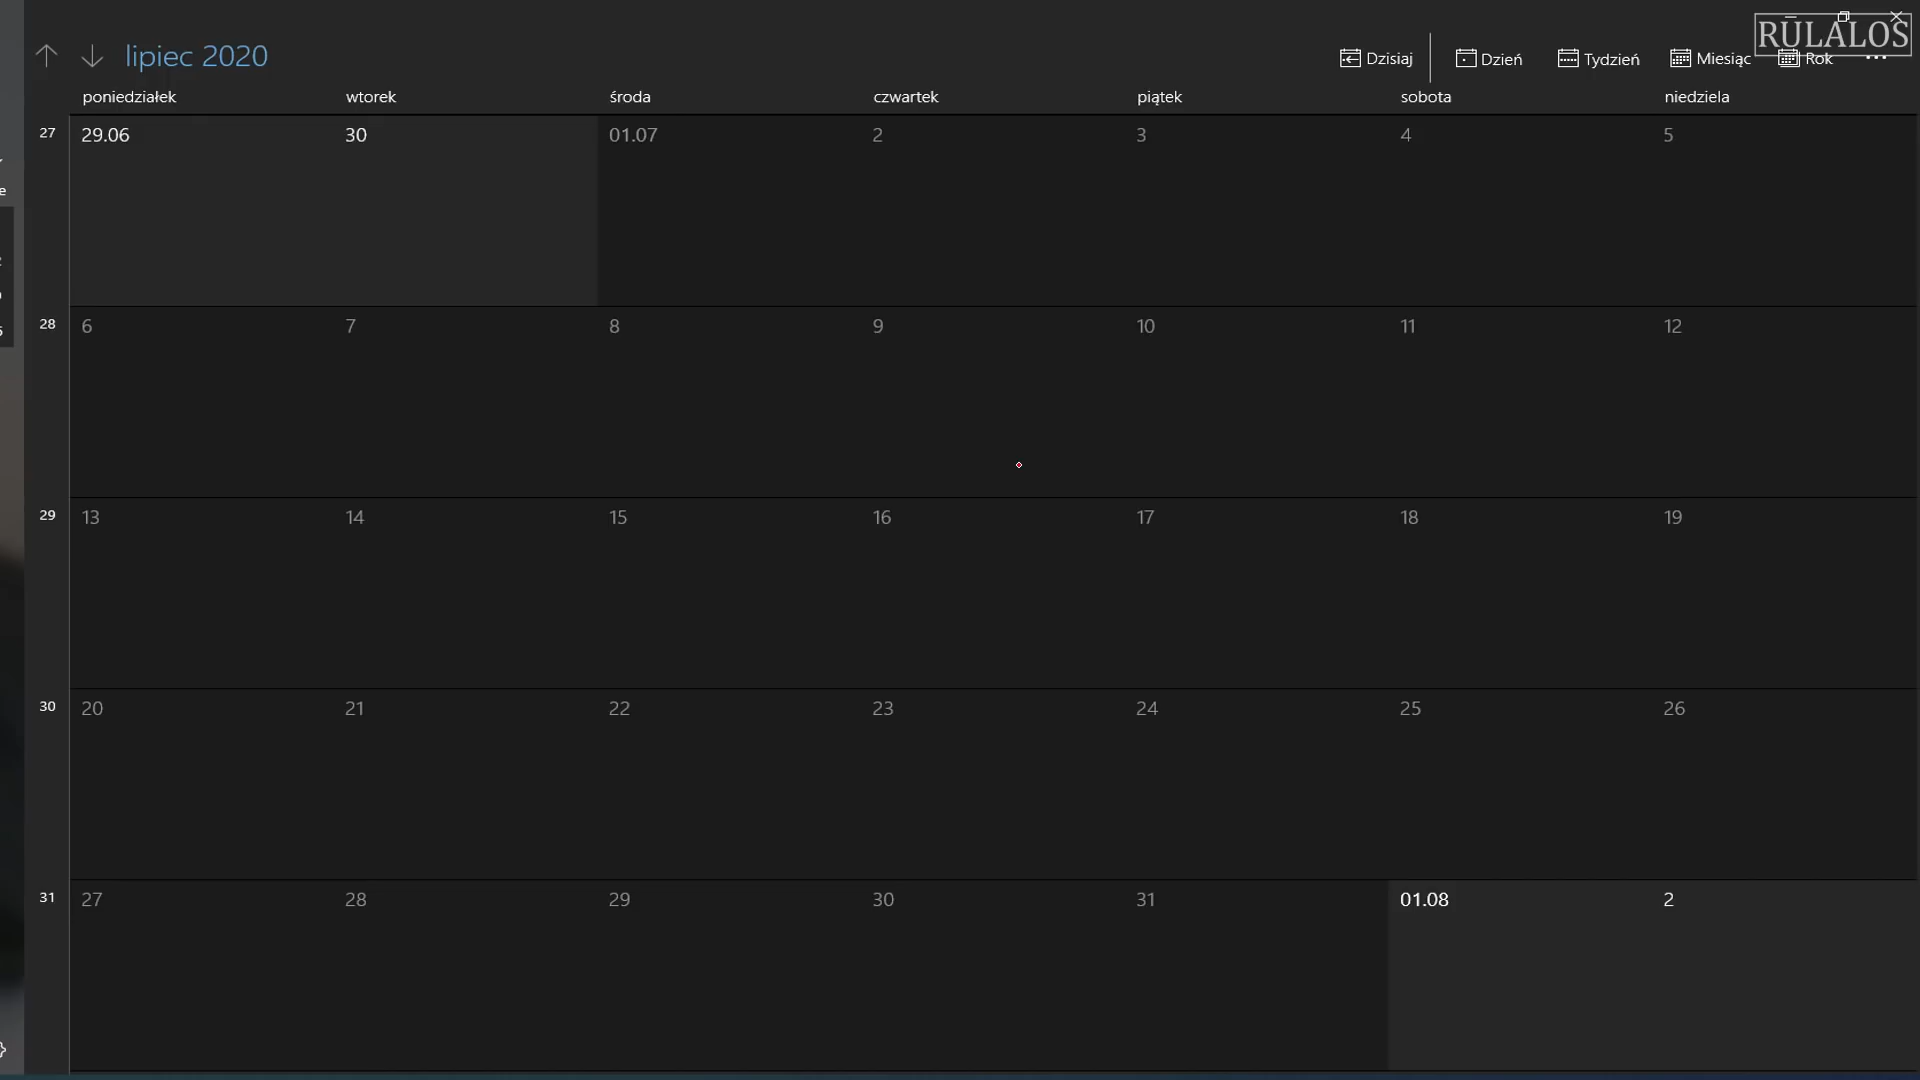 RŪLĀLOS
lipiec 2020
Dzisiaj Dzień Tydzień Miesiąc Rok
poniedziałek wtorek środa czwartek piątek sobota niedziela
27 29.06 30 01.07 2 3 4 5
28 6 7 8 9 10 11 12
29 13 14 15 16 17 18 19
30 20 21 22 23 24 25 26
31 27 28 29 30 31 01.08 2